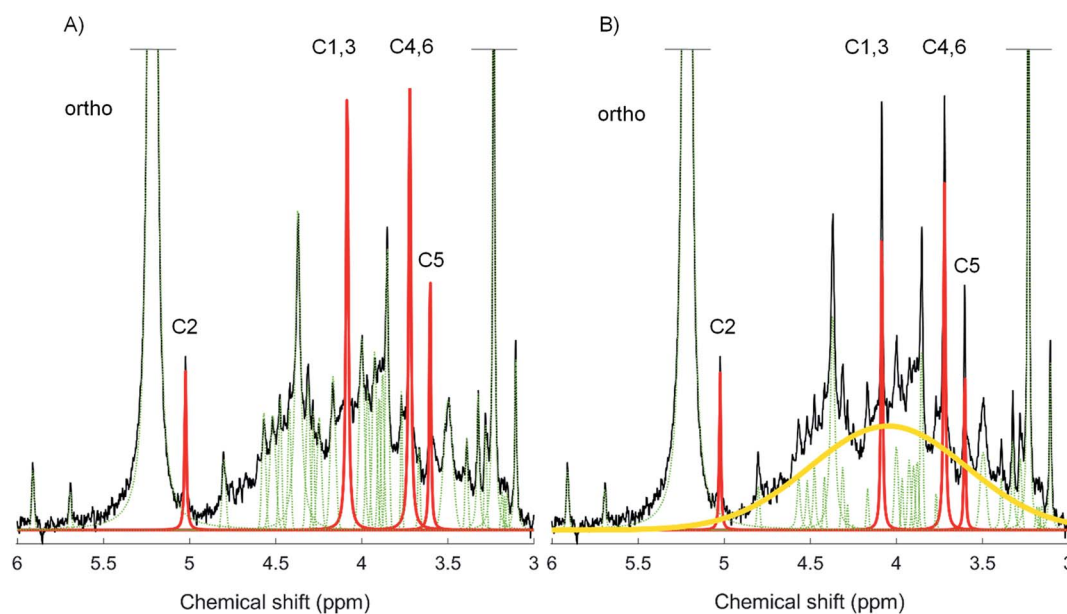 A)
C1,3
C4,6
ortho
C5
C2
6
5.5
5
4.5
4
3.5
3
Chemical shift (ppm)
B)
C1,3
C4,6
ortho
C5
C2
6
5.5
5
4.5
4
3.5
3
Chemical shift (ppm)